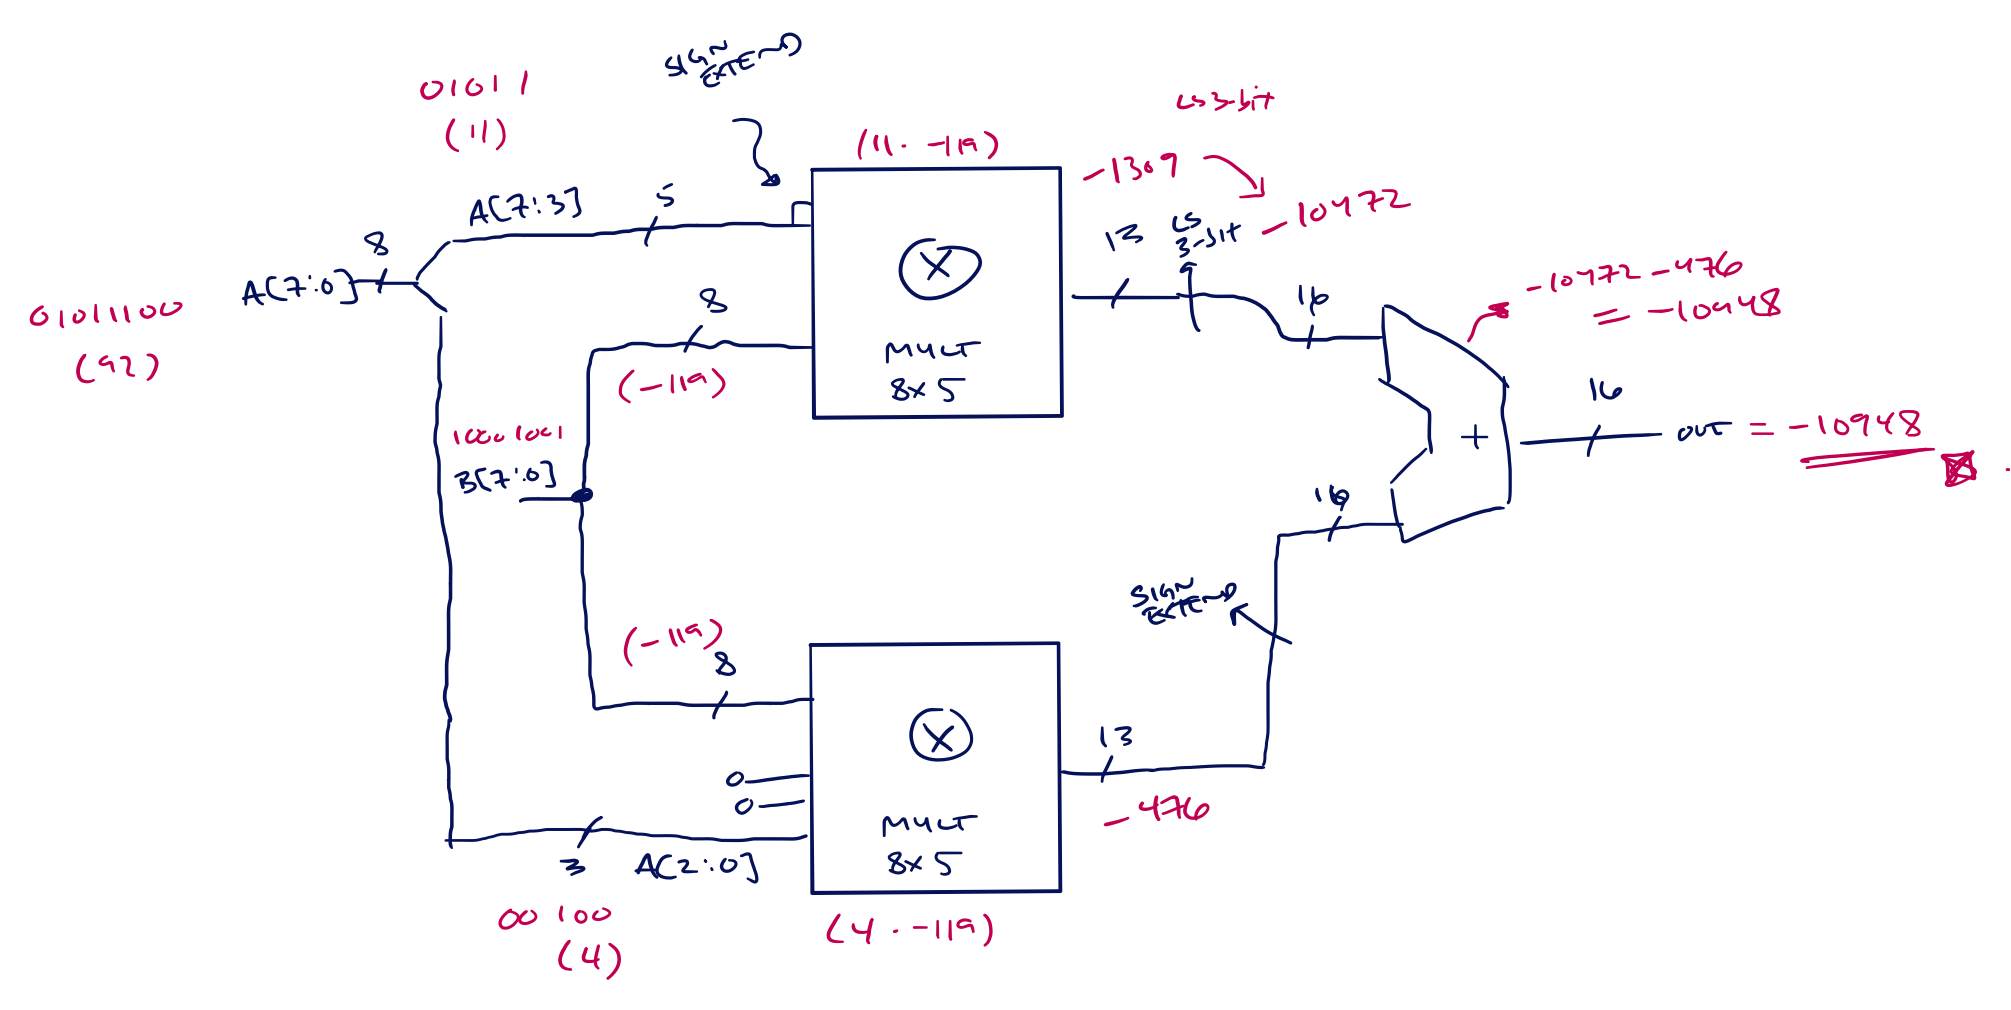 SIGN
EXTEND
01011
(11)
LS 3-bit
(11 · -119)
-1309
A[7:3]
5
-10472
8
13
LS
3-bit
A[7:0]
-10472 -476
= -10948
01011100
(92)
8
16
MULT
8x5
(-119)
16
+
OUT = -10948
10001001
B[7:0]
16
SIGN
EXTEND
(-119)
8
13
0
0
-476
MULT
8x5
3
A[2:0]
00100
(4)
(4 · -119)